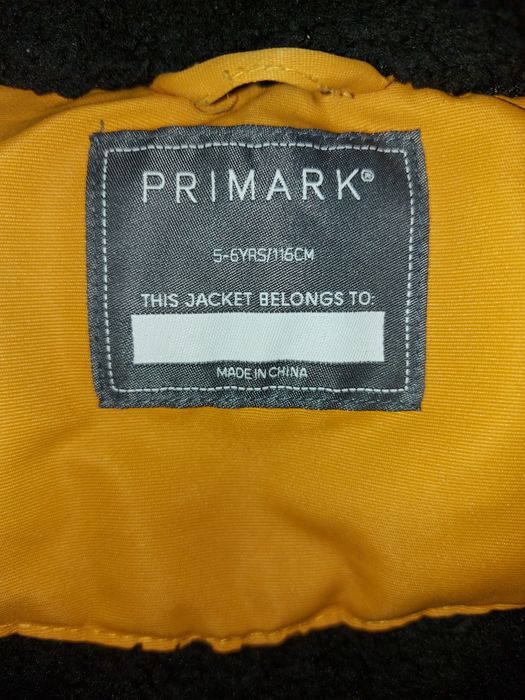 PRIMARK®
5-6YRS/116CM
THIS JACKET BELONGS TO:
MADE IN CHINA